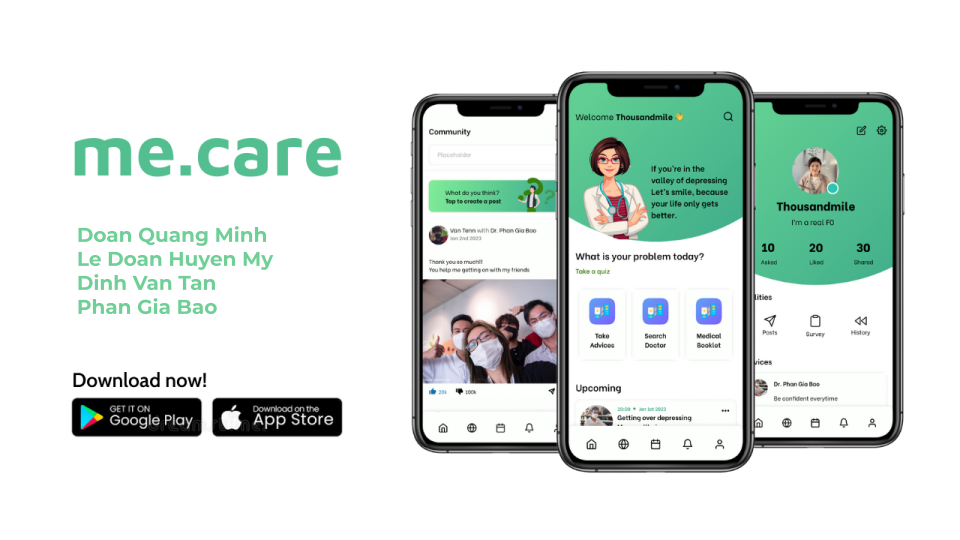 me.care
Doan Quang Minh
Le Doan Huyen My
Dinh Van Tan
Phan Gia Bao
Download now!
GET IT ON
Google Play
Download on the
App Store
Community
Placeholder
What do you think?
Tap to create a post
Van Tenn with Dr. Phan Gia Bao
Jan 2nd 2023
Thank you so much!!!
You help me getting on with my friends
20k
100k
Welcome Thousandmile 👋
If you're in the
valley of depressing
Let's smile, because
your life only gets
better.
What is your problem today?
Take a quiz
Take
Advices
Search
Doctor
Medical
Booklet
Upcoming
20:09 • Jan 1st 2023
Getting over depressing
Thousandmile
I'm a real F0
10
20
30
Asked
Liked
Shared
lities
Posts
Survey
History
vices
Dr. Phan Gia Bao
Be confident everytime